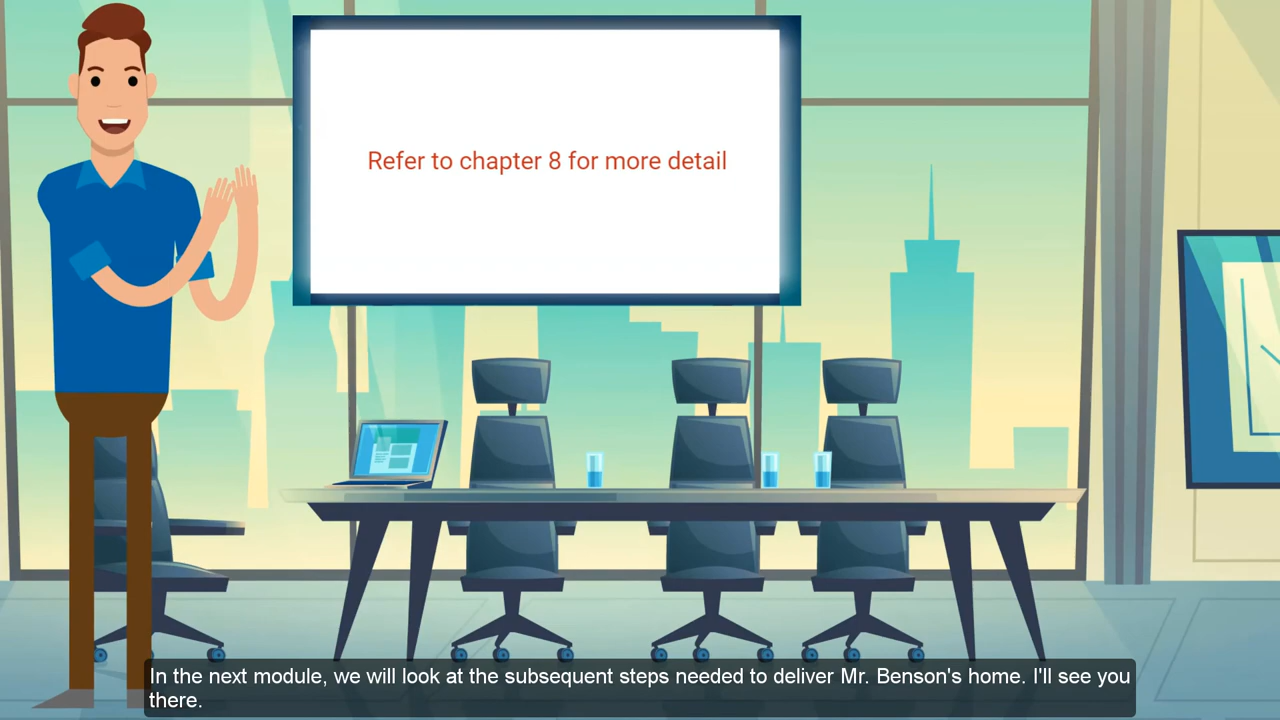 Refer to chapter 8 for more detail
In the next module, we will look at the subsequent steps needed to deliver Mr. Benson's home. I'll see you
there.